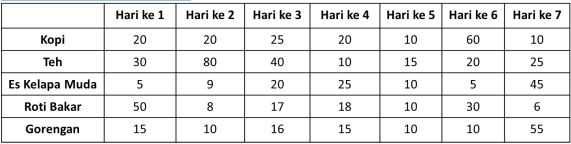 Hari ke 1 Hari ke 2 Hari ke 3 Hari ke 4 Hari ke 5 Hari ke 6 Hari ke 7
Kopi 20 20 25 20 10 60 10
Teh 30 80 40 10 15 20 25
Es Kelapa Muda 5 9 20 25 10 5 45
Roti Bakar 50 8 17 18 10 30 6
Gorengan 15 10 16 15 10 10 55